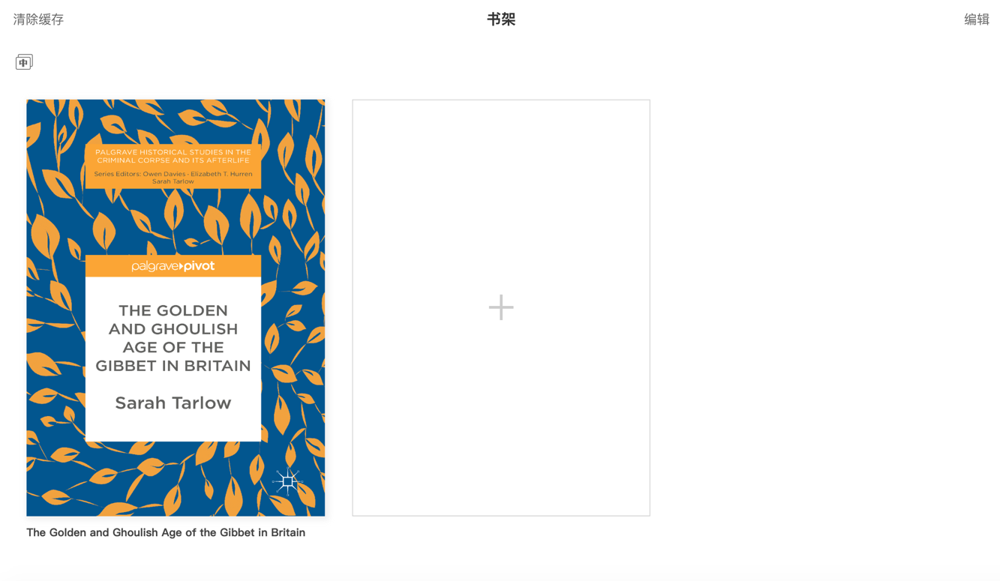 清除缓存
书架
编辑
中
PALGRAVE HISTORICAL STUDIES IN THE
CRIMINAL CORPSE AND ITS AFTERLIFE
Series Editors: Owen Davies · Elizabeth T. Hurren
Sarah Tarlow
palgrave▸pivot
THE GOLDEN
AND GHOULISH
AGE OF THE
GIBBET IN BRITAIN
Sarah Tarlow
The Golden and Ghoulish Age of the Gibbet in Britain